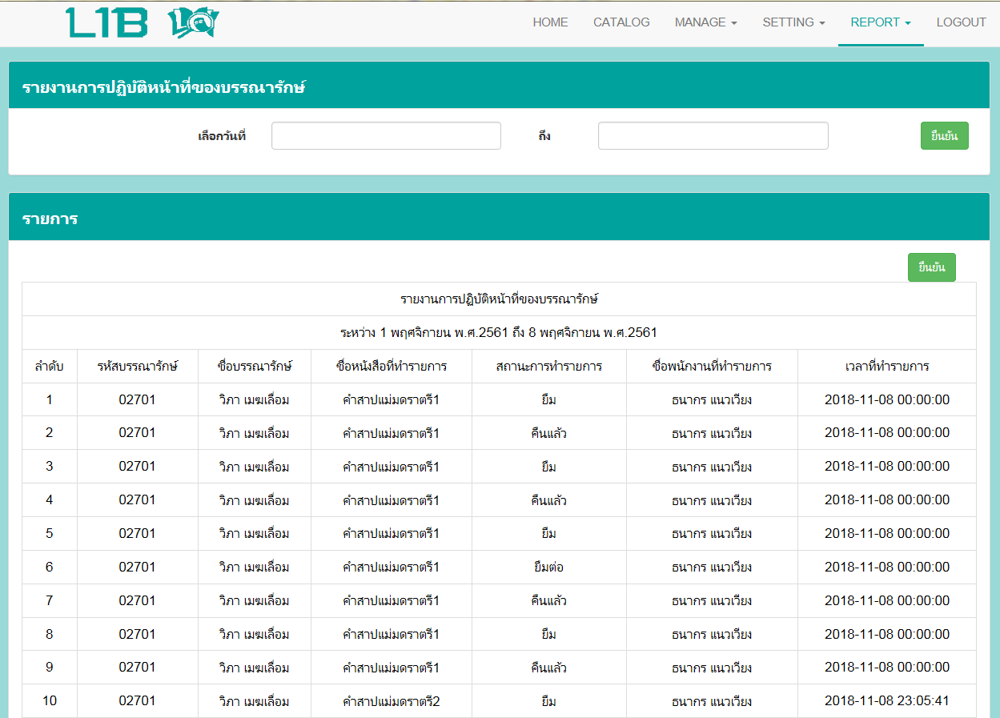 L1B
HOME CATALOG MANAGE SETTING REPORT LOGOUT
รายงานการปฏิบัติหน้าที่ของบรรณารักษ์
เลือกวันที่ ถึง ยืนยัน
รายการ
ยืนยัน
รายงานการปฏิบัติหน้าที่ของบรรณารักษ์
ระหว่าง 1 พฤศจิกายน พ.ศ.2561 ถึง 8 พฤศจิกายน พ.ศ.2561
ลำดับ รหัสบรรณารักษ์ ชื่อบรรณารักษ์ ชื่อหนังสือที่ทำรายการ สถานะการทำรายการ ชื่อพนักงานที่ทำรายการ เวลาที่ทำรายการ
1 02701 วิภา เมฆเลื่อม คำสาปแม่มดราตรี1 ยืม ธนากร แนวเวียง 2018-11-08 00:00:00
2 02701 วิภา เมฆเลื่อม คำสาปแม่มดราตรี1 คืนแล้ว ธนากร แนวเวียง 2018-11-08 00:00:00
3 02701 วิภา เมฆเลื่อม คำสาปแม่มดราตรี1 ยืม ธนากร แนวเวียง 2018-11-08 00:00:00
4 02701 วิภา เมฆเลื่อม คำสาปแม่มดราตรี1 คืนแล้ว ธนากร แนวเวียง 2018-11-08 00:00:00
5 02701 วิภา เมฆเลื่อม คำสาปแม่มดราตรี1 ยืม ธนากร แนวเวียง 2018-11-08 00:00:00
6 02701 วิภา เมฆเลื่อม คำสาปแม่มดราตรี1 ยืมต่อ ธนากร แนวเวียง 2018-11-08 00:00:00
7 02701 วิภา เมฆเลื่อม คำสาปแม่มดราตรี1 คืนแล้ว ธนากร แนวเวียง 2018-11-08 00:00:00
8 02701 วิภา เมฆเลื่อม คำสาปแม่มดราตรี1 ยืม ธนากร แนวเวียง 2018-11-08 00:00:00
9 02701 วิภา เมฆเลื่อม คำสาปแม่มดราตรี1 คืนแล้ว ธนากร แนวเวียง 2018-11-08 00:00:00
10 02701 วิภา เมฆเลื่อม คำสาปแม่มดราตรี2 ยืม ธนากร แนวเวียง 2018-11-08 23:05:41